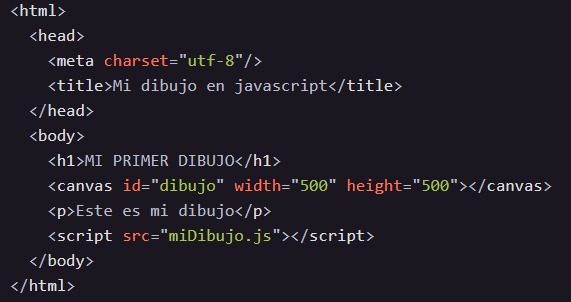 <html>
<head>
<meta charset="utf-8"/>
<title>Mi dibujo en javascript</title>
</head>
<body>
<h1>MI PRIMER DIBUJO</h1>
<canvas id="dibujo" width="500" height="500"></canvas>
<p>Este es mi dibujo</p>
<script src="miDibujo.js"></script>
</body>
</html>